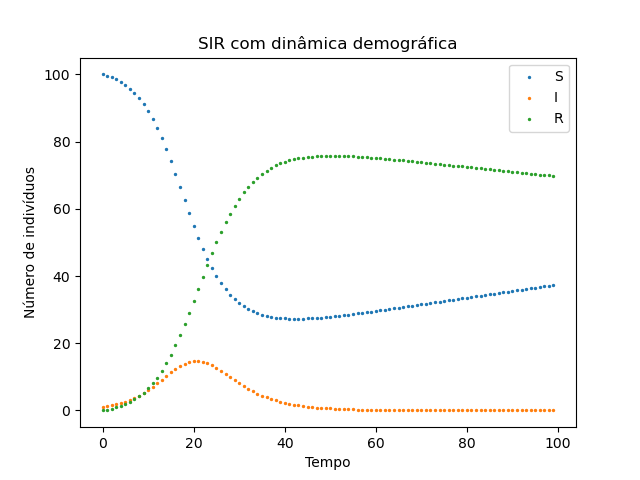 SIR com dinâmica demográfica
S
I
R
Número de indivíduos
100
80
60
40
20
0
0 20 40 60 80 100
Tempo